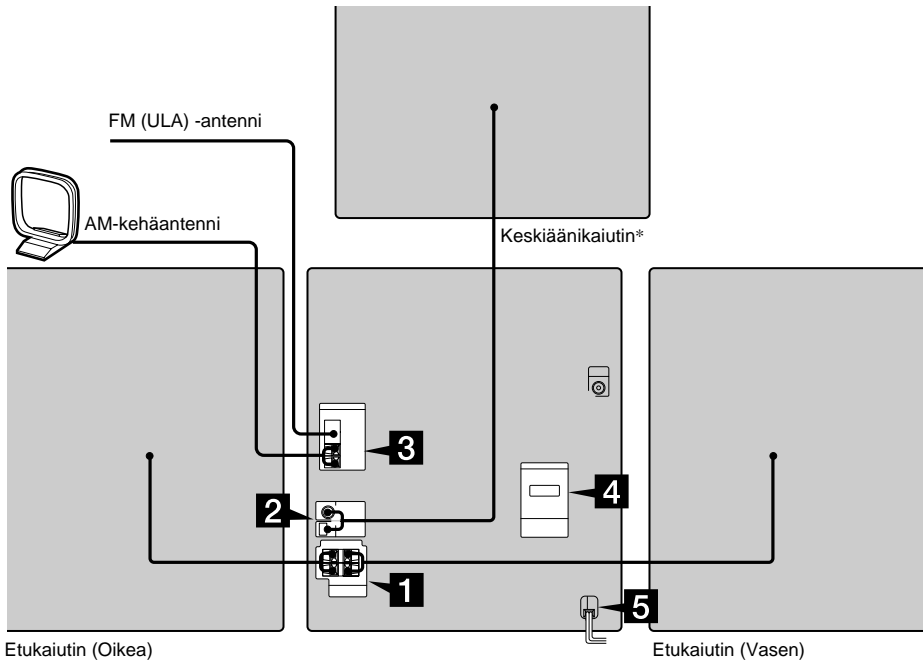 FM (ULA) -antenni
AM-kehäantenni
Keskiäänikaiutin*
3
4
2
1
5
Etukaiutin (Oikea)
Etukaiutin (Vasen)